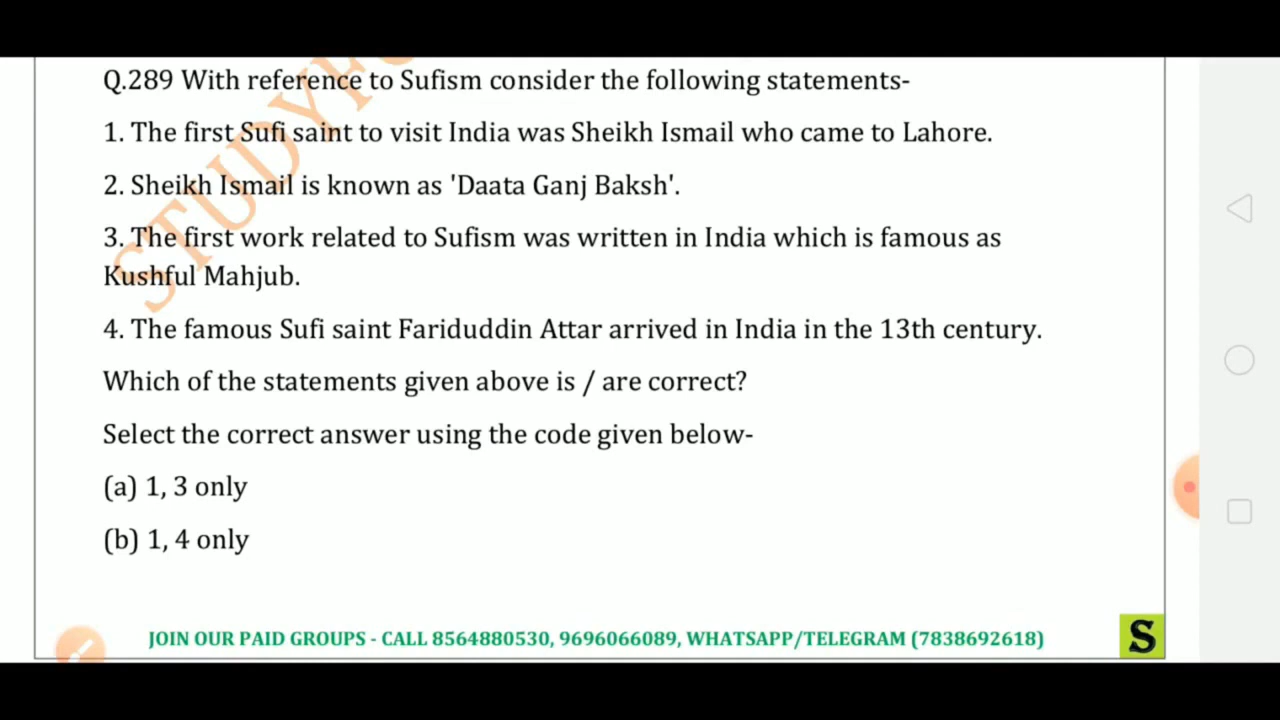 Q.289 With reference to Sufism consider the following statements-
1. The first Sufi saint to visit India was Sheikh Ismail who came to Lahore.
2. Sheikh Ismail is known as 'Daata Ganj Baksh'.
3. The first work related to Sufism was written in India which is famous as
Kushful Mahjub.
4. The famous Sufi saint Fariduddin Attar arrived in India in the 13th century.
Which of the statements given above is / are correct?
Select the correct answer using the code given below-
(a) 1, 3 only
(b) 1, 4 only
JOIN OUR PAID GROUPS - CALL 8564880530, 9696066089, WHATSAPP/TELEGRAM (7838692618)
S